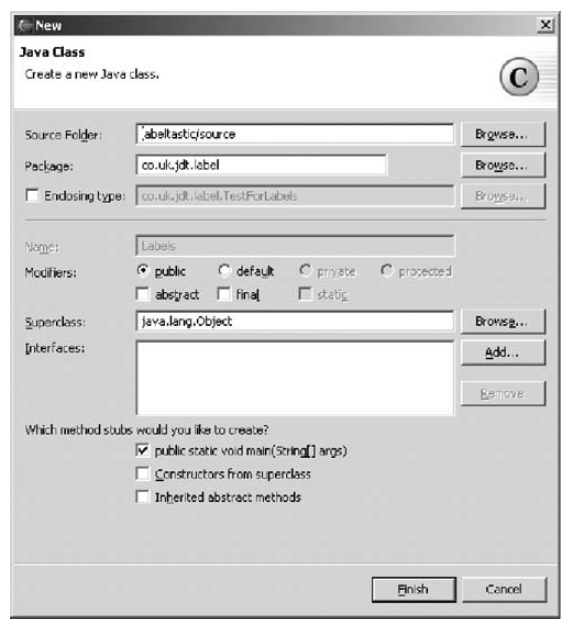 New
Java Class
Create a new Java class.
C
Source Folder: labeltastic/source Browse...
Package: co.uk.jdt.label Browse...
Enclosing type: co.uk.jdt.label.TestForLabels Browse...
Name: Labels
Modifiers: public default private protected
abstract final static
Superclass: java.lang.Object Browse...
Interfaces: Add...
Remove
Which method stubs would you like to create?
public static void main(String[] args)
Constructors from superclass
Inherited abstract methods
Finish Cancel